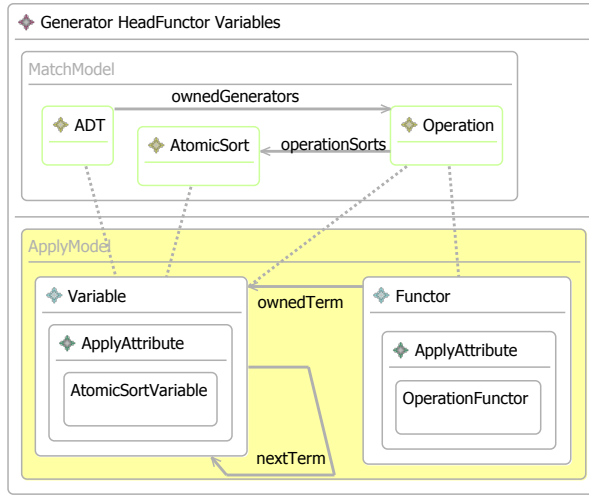 Generator HeadFunctor Variables
MatchModel
ownedGenerators
ADT
Operation
AtomicSort
operationSorts
ApplyModel
Variable
ownedTerm
Functor
ApplyAttribute
ApplyAttribute
AtomicSortVariable
OperationFunctor
nextTerm